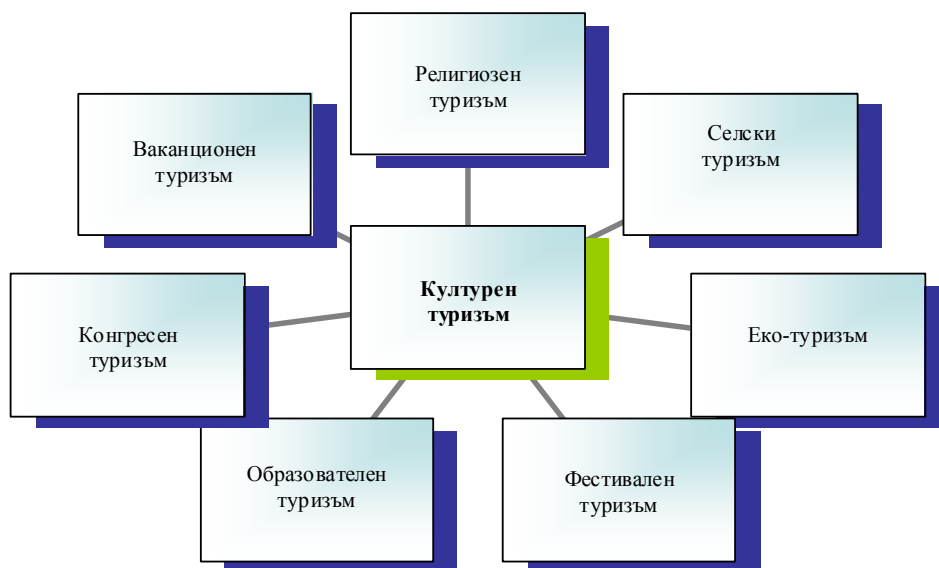 Религиозен
туризъм
Ваканционен
туризъм
Селски
туризъм
Културен
туризъм
Конгресен
туризъм
Еко-туризъм
Образователен
туризъм
Фестивален
туризъм